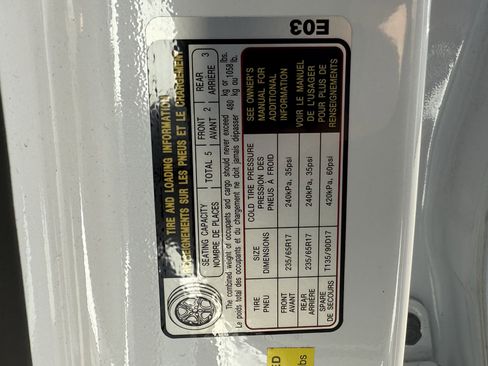 E03
TIRE AND LOADING INFORMATION
RENSEIGNEMENTS SUR LES PNEUS ET LE CHARGEMENT
SEATING CAPACITY
NOMBRE DE PLACES
TOTAL 5
FRONT
AVANT
2
REAR
ARRIÈRE
3
The combined weight of occupants and cargo should never exceed
Le poids total des occupants et du chargement ne doit jamais dépasser
480
kg or
kg ou
1058
lbs.
lb.
TIRE
PNEU
SIZE
DIMENSIONS
COLD TIRE PRESSURE
PRESSION DES
PNEUS À FROID
FRONT
AVANT
235/65R17
240kPa, 35psi
REAR
ARRIÈRE
235/65R17
240kPa, 35psi
SPARE
DE SECOURS
T135/90D17
420kPa, 60psi
SEE OWNER'S
MANUAL FOR
ADDITIONAL
INFORMATION
VOIR LE MANUEL
DE L'USAGER
POUR PLUS DE
RENSEIGNEMENTS
ED
lbs